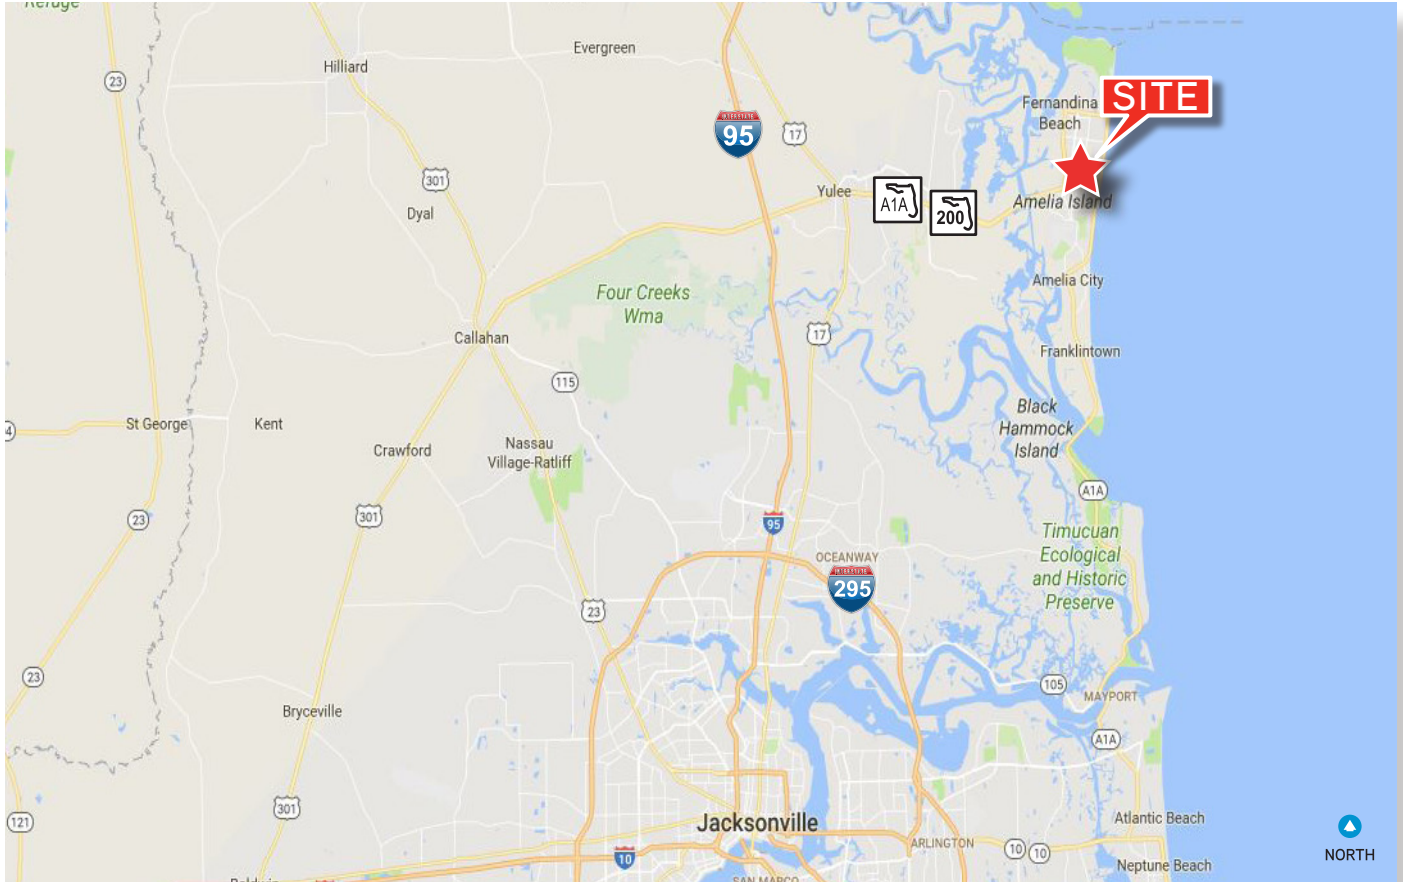 Refuge
Evergreen
Hilliard
23
Fernandina
Beach
SITE
95
17
301
Yulee
A1A
200
Dyal
Amelia Island
Amelia City
Four Creeks
Wma
Callahan
17
Franklintown
115
Black
Hammock
Island
St George
Kent
4
Crawford
Nassau
Village-Ratliff
A1A
301
23
95
Timucuan
Ecological
and Historic
Preserve
OCEANWAY
INTERSTATE
295
23
23
105
MAYPORT
Bryceville
A1A
301
121
Jacksonville
Atlantic Beach
ARLINGTON
10
10
10
Neptune Beach
NORTH